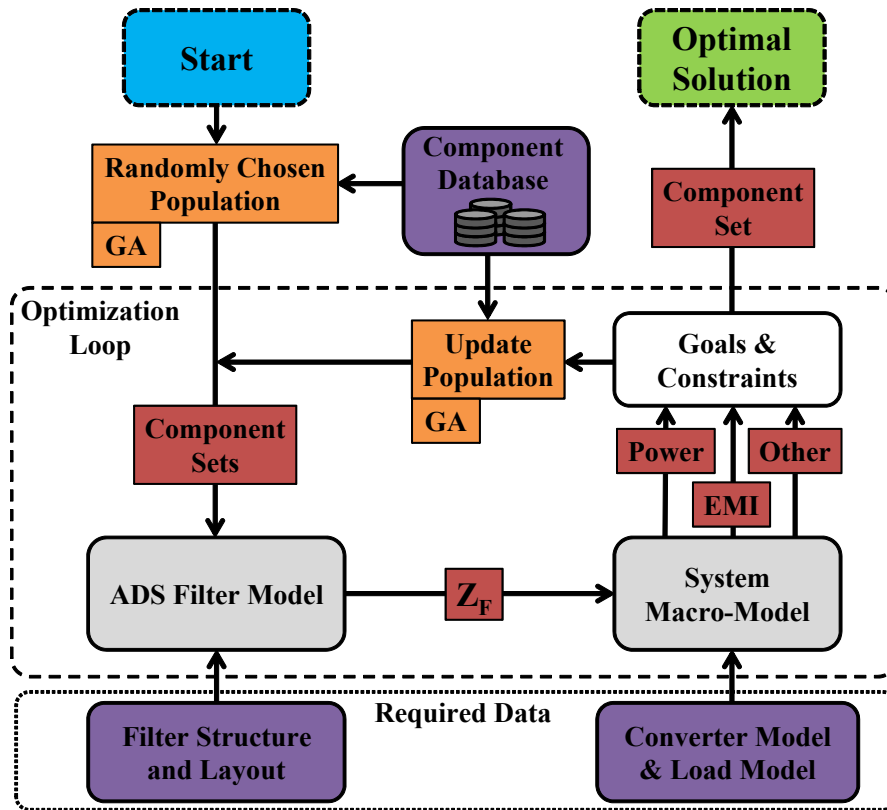 Start
Optimal
Solution
Randomly Chosen
Population
GA
Component
Database
Component
Set
Optimization
Loop
Update
Population
GA
Goals &
Constraints
Component
Sets
Power
EMI
Other
ADS Filter Model
Z_F
System
Macro-Model
Required Data
Filter Structure
and Layout
Converter Model
& Load Model